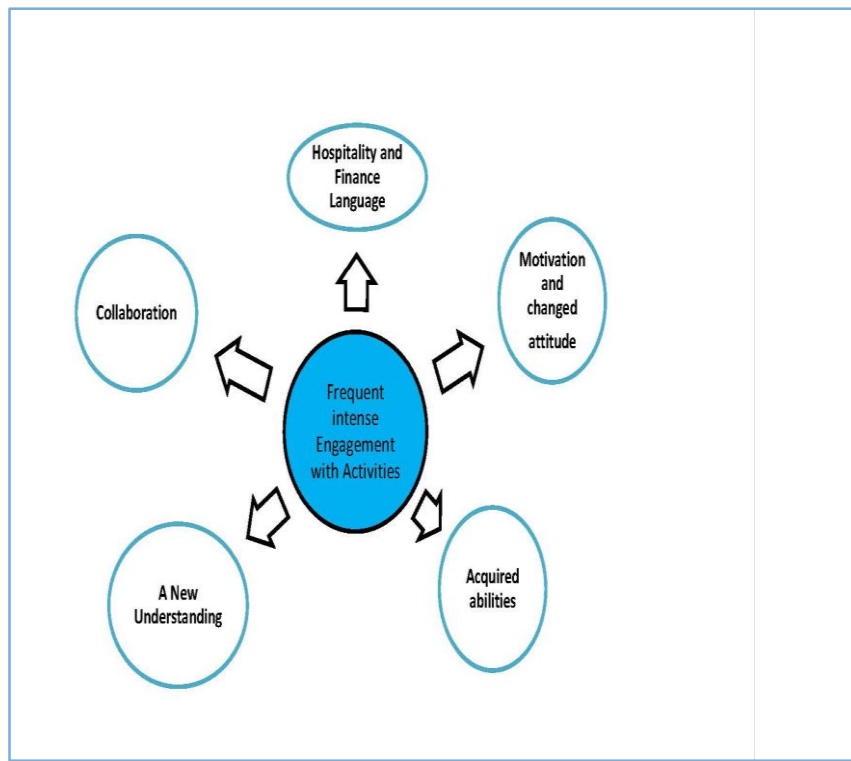 Hospitality and
Finance
Language
Motivation
and
changed
attitude
Collaboration
Frequent
intense
Engagement
with Activities
A New
Understanding
Acquired
abilities